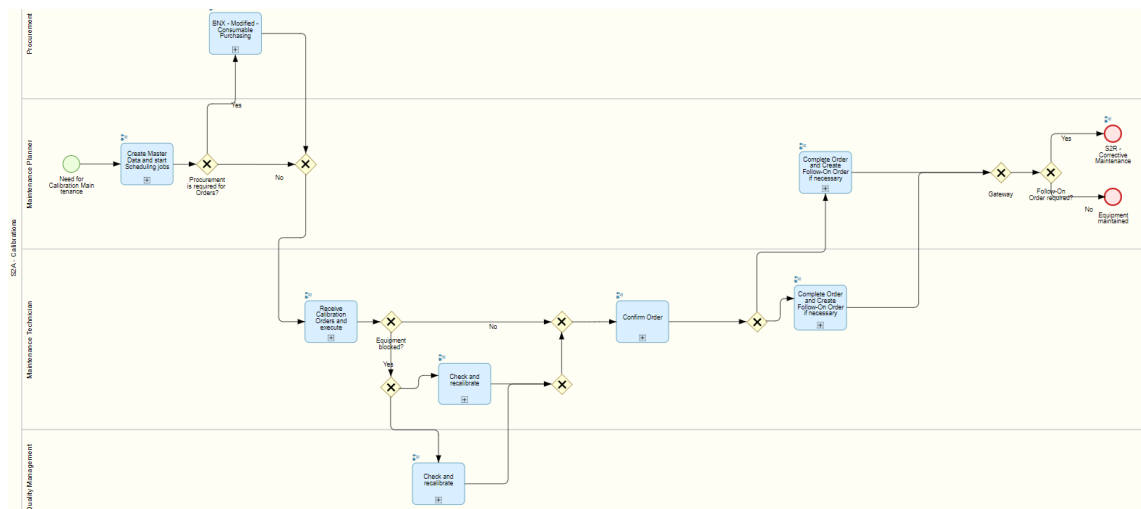 S2A - Calibrations
Procurement
BNX - Modified -
Consumable
Purchasing
Yes
Maintenance Planner
Need for
Calibration Main
tenance
Create Master
Data and start
Scheduling jobs
Procurement
is required for
Orders?
No
Complete Order
and Create
Follow-On Order
if necessary
Gateway
Follow-On
Order required?
Yes
S2R -
Corrective
Maintenance
No
Equipment
maintained
Maintenance Technician
Receive
Calibration
Orders and
execute
Equipment
blocked?
No
Yes
Check and
recalibrate
Confirm Order
Complete Order
and Create
Follow-On Order
if necessary
Quality Management
Check and
recalibrate